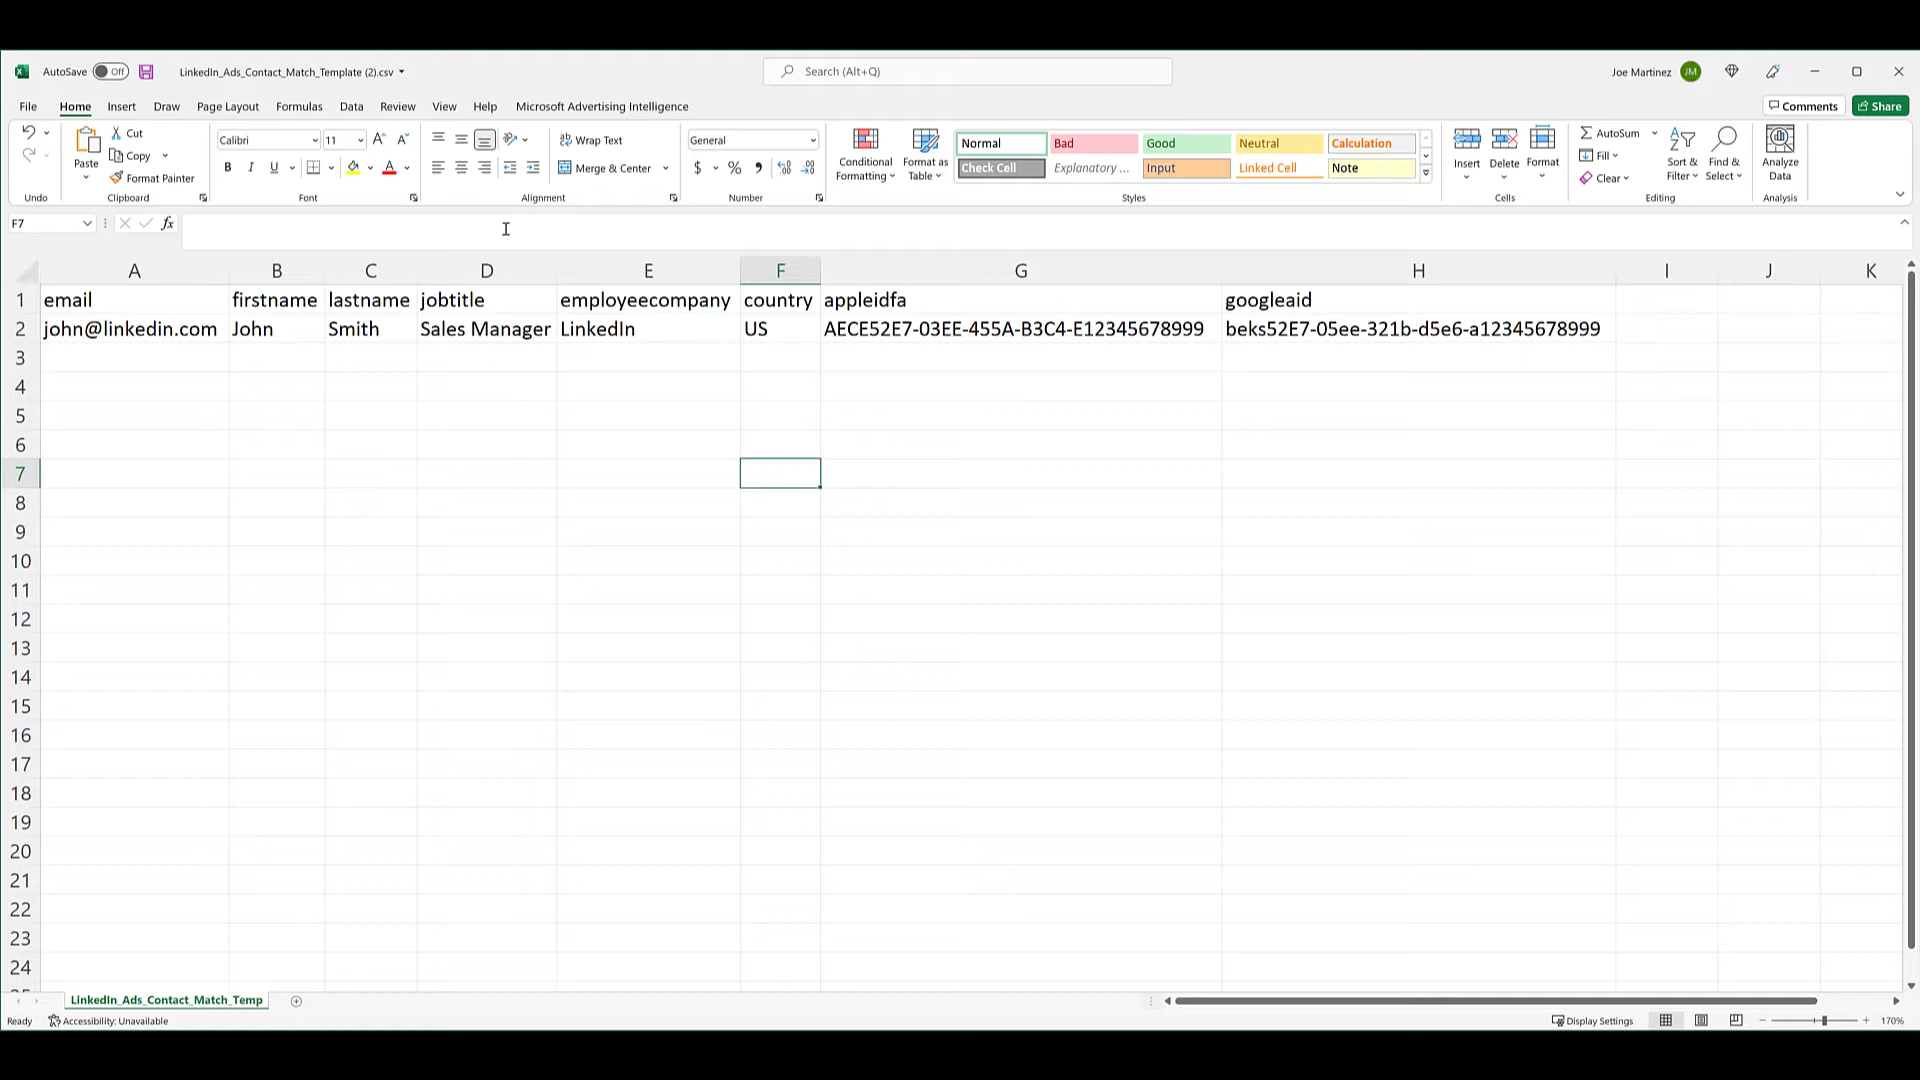 AutoSave Off LinkedIn_Ads_Contact_Match_Template (2).csv Search (Alt+Q) Joe Martinez JM
File Home Insert Draw Page Layout Formulas Data Review View Help Microsoft Advertising Intelligence Comments Share
Paste Cut Copy Format Painter
Calibri 11
B I U
Wrap Text
Merge & Center
General
$ % ,
Conditional Formatting
Format as Table
Normal Bad Good Neutral Calculation
Check Cell Explanatory ... Input Linked Cell Note
Insert Delete Format
AutoSum
Fill
Clear
Sort & Filter
Find & Select
Analyze Data
Undo Clipboard Font Alignment Number Styles Cells Editing Analysis
F7 fx
A B C D E F G H I J K
1 email firstname lastname jobtitle employeecompany country appleidfa googleaid
2 john@linkedin.com John Smith Sales Manager LinkedIn US AECE52E7-03EE-455A-B3C4-E12345678999 beks52E7-05ee-321b-d5e6-a12345678999
3
4
5
6
7
8
9
10
11
12
13
14
15
16
17
18
19
20
21
22
23
24
LinkedIn_Ads_Contact_Match_Temp
Ready Accessibility: Unavailable Display Settings 170%